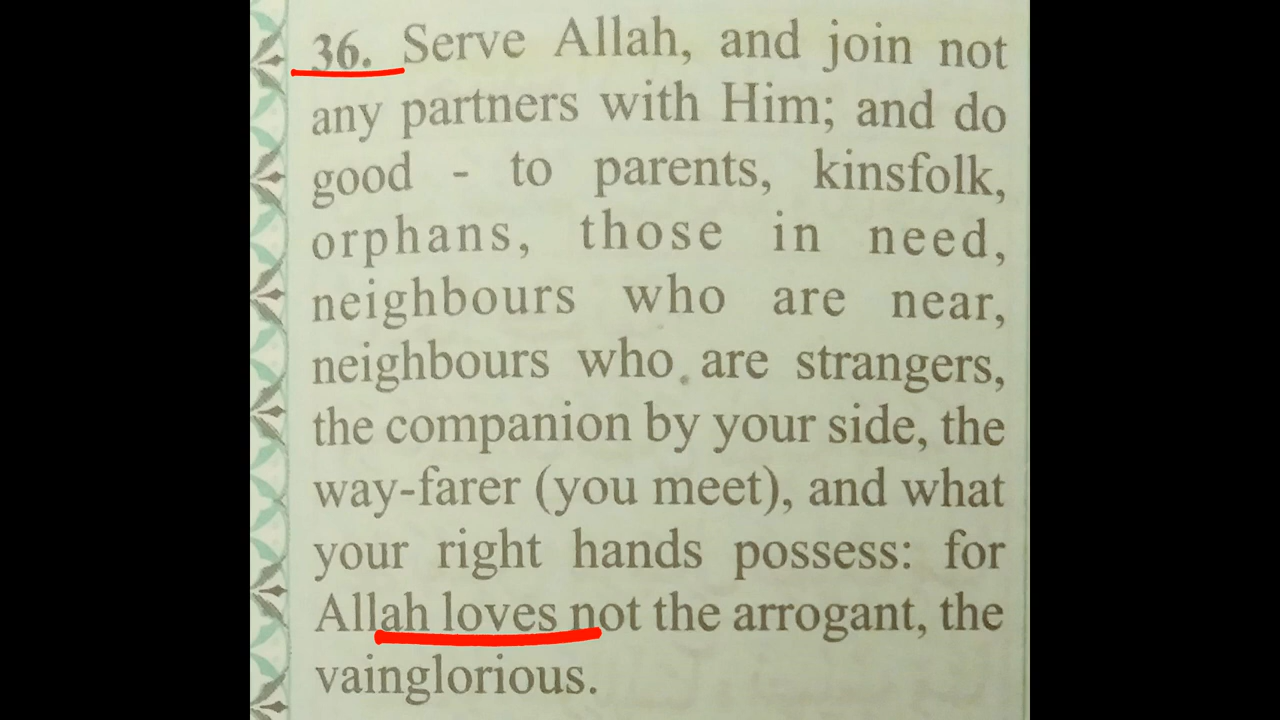 36. Serve Allah, and join not
any partners with Him; and do
good - to parents, kinsfolk,
orphans, those in need,
neighbours who are near,
neighbours who are strangers,
the companion by your side, the
way-farer (you meet), and what
your right hands possess: for
Allah loves not the arrogant, the
vainglorious.